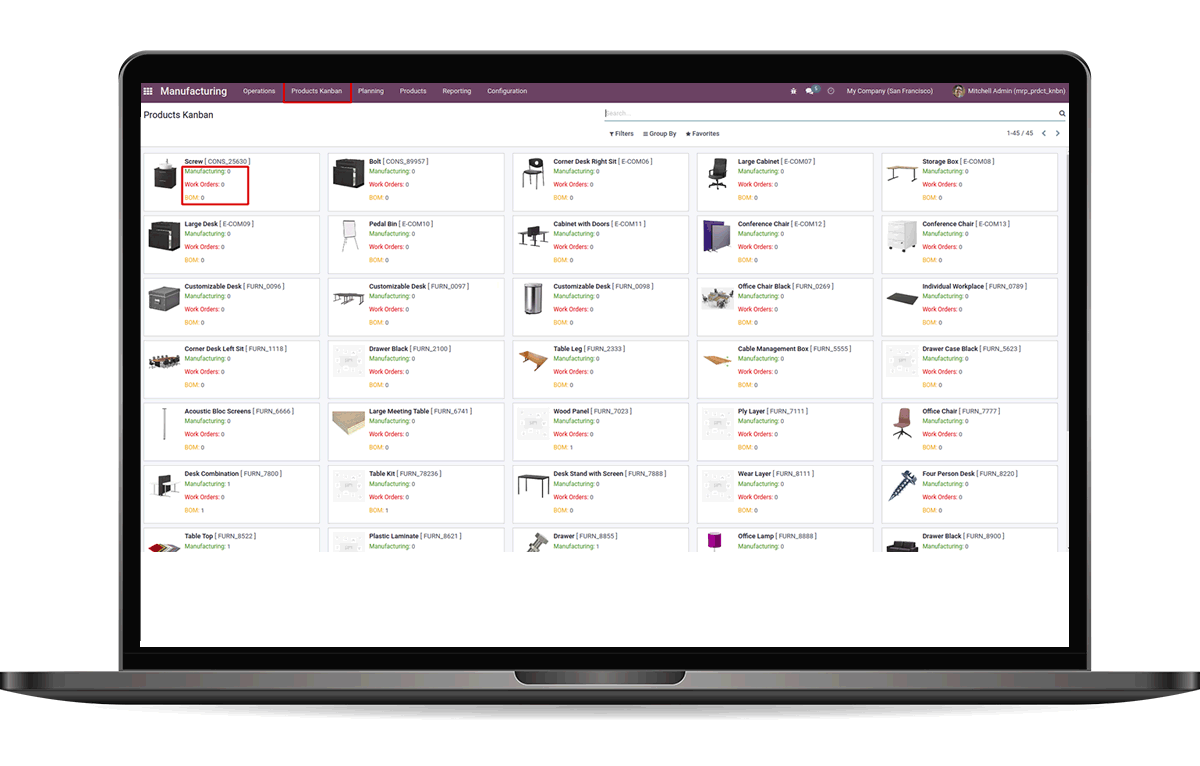 Manufacturing Operations Products Kanban Planning Products Reporting Configuration 5 My Company (San Francisco) Mitchell Admin (mrp_prdct_knbn)
Products Kanban Search...
Filters Group By Favorites 1-45 / 45
Screw [ CONS_25630 ]
Manufacturing: 0
Work Orders: 0
BOM: 0
Bolt [ CONS_89957 ]
Manufacturing: 0
Work Orders: 0
BOM: 0
Corner Desk Right Sit [ E-COM06 ]
Manufacturing: 0
Work Orders: 0
BOM: 0
Large Cabinet [ E-COM07 ]
Manufacturing: 0
Work Orders: 0
BOM: 0
Storage Box [ E-COM08 ]
Manufacturing: 0
Work Orders: 0
BOM: 0
Large Desk [ E-COM09 ]
Manufacturing: 0
Work Orders: 0
BOM: 0
Pedal Bin [ E-COM10 ]
Manufacturing: 0
Work Orders: 0
BOM: 0
Cabinet with Doors [ E-COM11 ]
Manufacturing: 0
Work Orders: 0
BOM: 0
Conference Chair [ E-COM12 ]
Manufacturing: 0
Work Orders: 0
BOM: 0
Conference Chair [ E-COM13 ]
Manufacturing: 0
Work Orders: 0
BOM: 0
Customizable Desk [ FURN_0096 ]
Manufacturing: 0
Work Orders: 0
BOM: 0
Customizable Desk [ FURN_0097 ]
Manufacturing: 0
Work Orders: 0
BOM: 0
Customizable Desk [ FURN_0098 ]
Manufacturing: 0
Work Orders: 0
BOM: 0
Office Chair Black [ FURN_0269 ]
Manufacturing: 0
Work Orders: 0
BOM: 0
Individual Workplace [ FURN_0789 ]
Manufacturing: 0
Work Orders: 0
BOM: 0
Corner Desk Left Sit [ FURN_1118 ]
Manufacturing: 0
Work Orders: 0
BOM: 0
Drawer Black [ FURN_2100 ]
Manufacturing: 0
Work Orders: 0
BOM: 0
Table Leg [ FURN_2333 ]
Manufacturing: 0
Work Orders: 0
BOM: 0
Cable Management Box [ FURN_5555 ]
Manufacturing: 0
Work Orders: 0
BOM: 0
Drawer Case Black [ FURN_5623 ]
Manufacturing: 0
Work Orders: 0
BOM: 0
Acoustic Bloc Screens [ FURN_6666 ]
Manufacturing: 0
Work Orders: 0
BOM: 0
Large Meeting Table [ FURN_6741 ]
Manufacturing: 0
Work Orders: 0
BOM: 0
Wood Panel [ FURN_7023 ]
Manufacturing: 0
Work Orders: 0
BOM: 1
Ply Layer [ FURN_7111 ]
Manufacturing: 0
Work Orders: 0
BOM: 0
Office Chair [ FURN_7777 ]
Manufacturing: 0
Work Orders: 0
BOM: 0
Desk Combination [ FURN_7800 ]
Manufacturing: 1
Work Orders: 0
BOM: 1
Table Kit [ FURN_78236 ]
Manufacturing: 0
Work Orders: 0
BOM: 1
Desk Stand with Screen [ FURN_7888 ]
Manufacturing: 0
Work Orders: 0
BOM: 0
Wear Layer [ FURN_8111 ]
Manufacturing: 0
Work Orders: 0
BOM: 0
Four Person Desk [ FURN_8220 ]
Manufacturing: 0
Work Orders: 0
BOM: 0
Table Top [ FURN_8522 ]
Manufacturing: 1
Plastic Laminate [ FURN_8621 ]
Manufacturing: 0
Drawer [ FURN_8855 ]
Manufacturing: 1
Office Lamp [ FURN_8888 ]
Manufacturing: 0
Drawer Black [ FURN_8900 ]
Manufacturing: 0